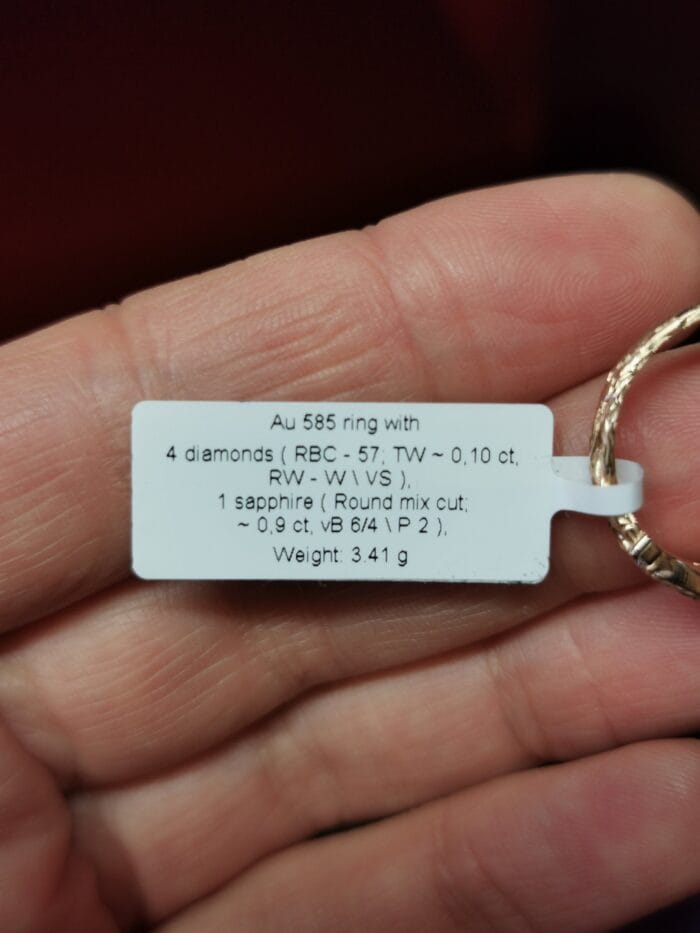 Au 585 ring with
4 diamonds ( RBC - 57; TW ~ 0,10 ct,
RW - W \ VS ),
1 sapphire ( Round mix cut;
~ 0,9 ct, vB 6/4 \ P 2 ),
Weight: 3.41 g